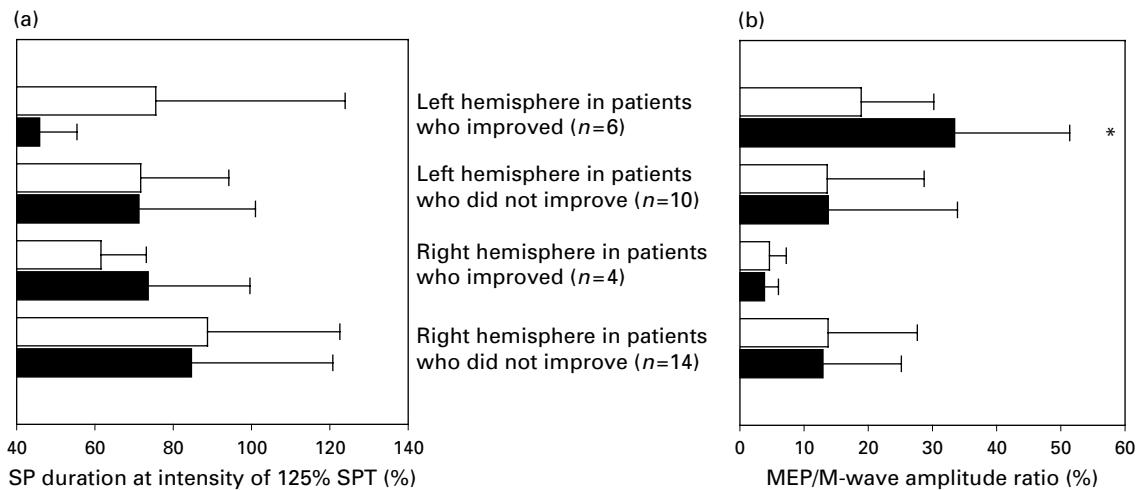 (a)
(b)
Left hemisphere in patients
who improved (n=6)
*
Left hemisphere in patients
who did not improve (n=10)
Right hemisphere in patients
who improved (n=4)
Right hemisphere in patients
who did not improve (n=14)
40 60 80 100 120 140
SP duration at intensity of 125% SPT (%)
0 10 20 30 40 50 60
MEP/M-wave amplitude ratio (%)